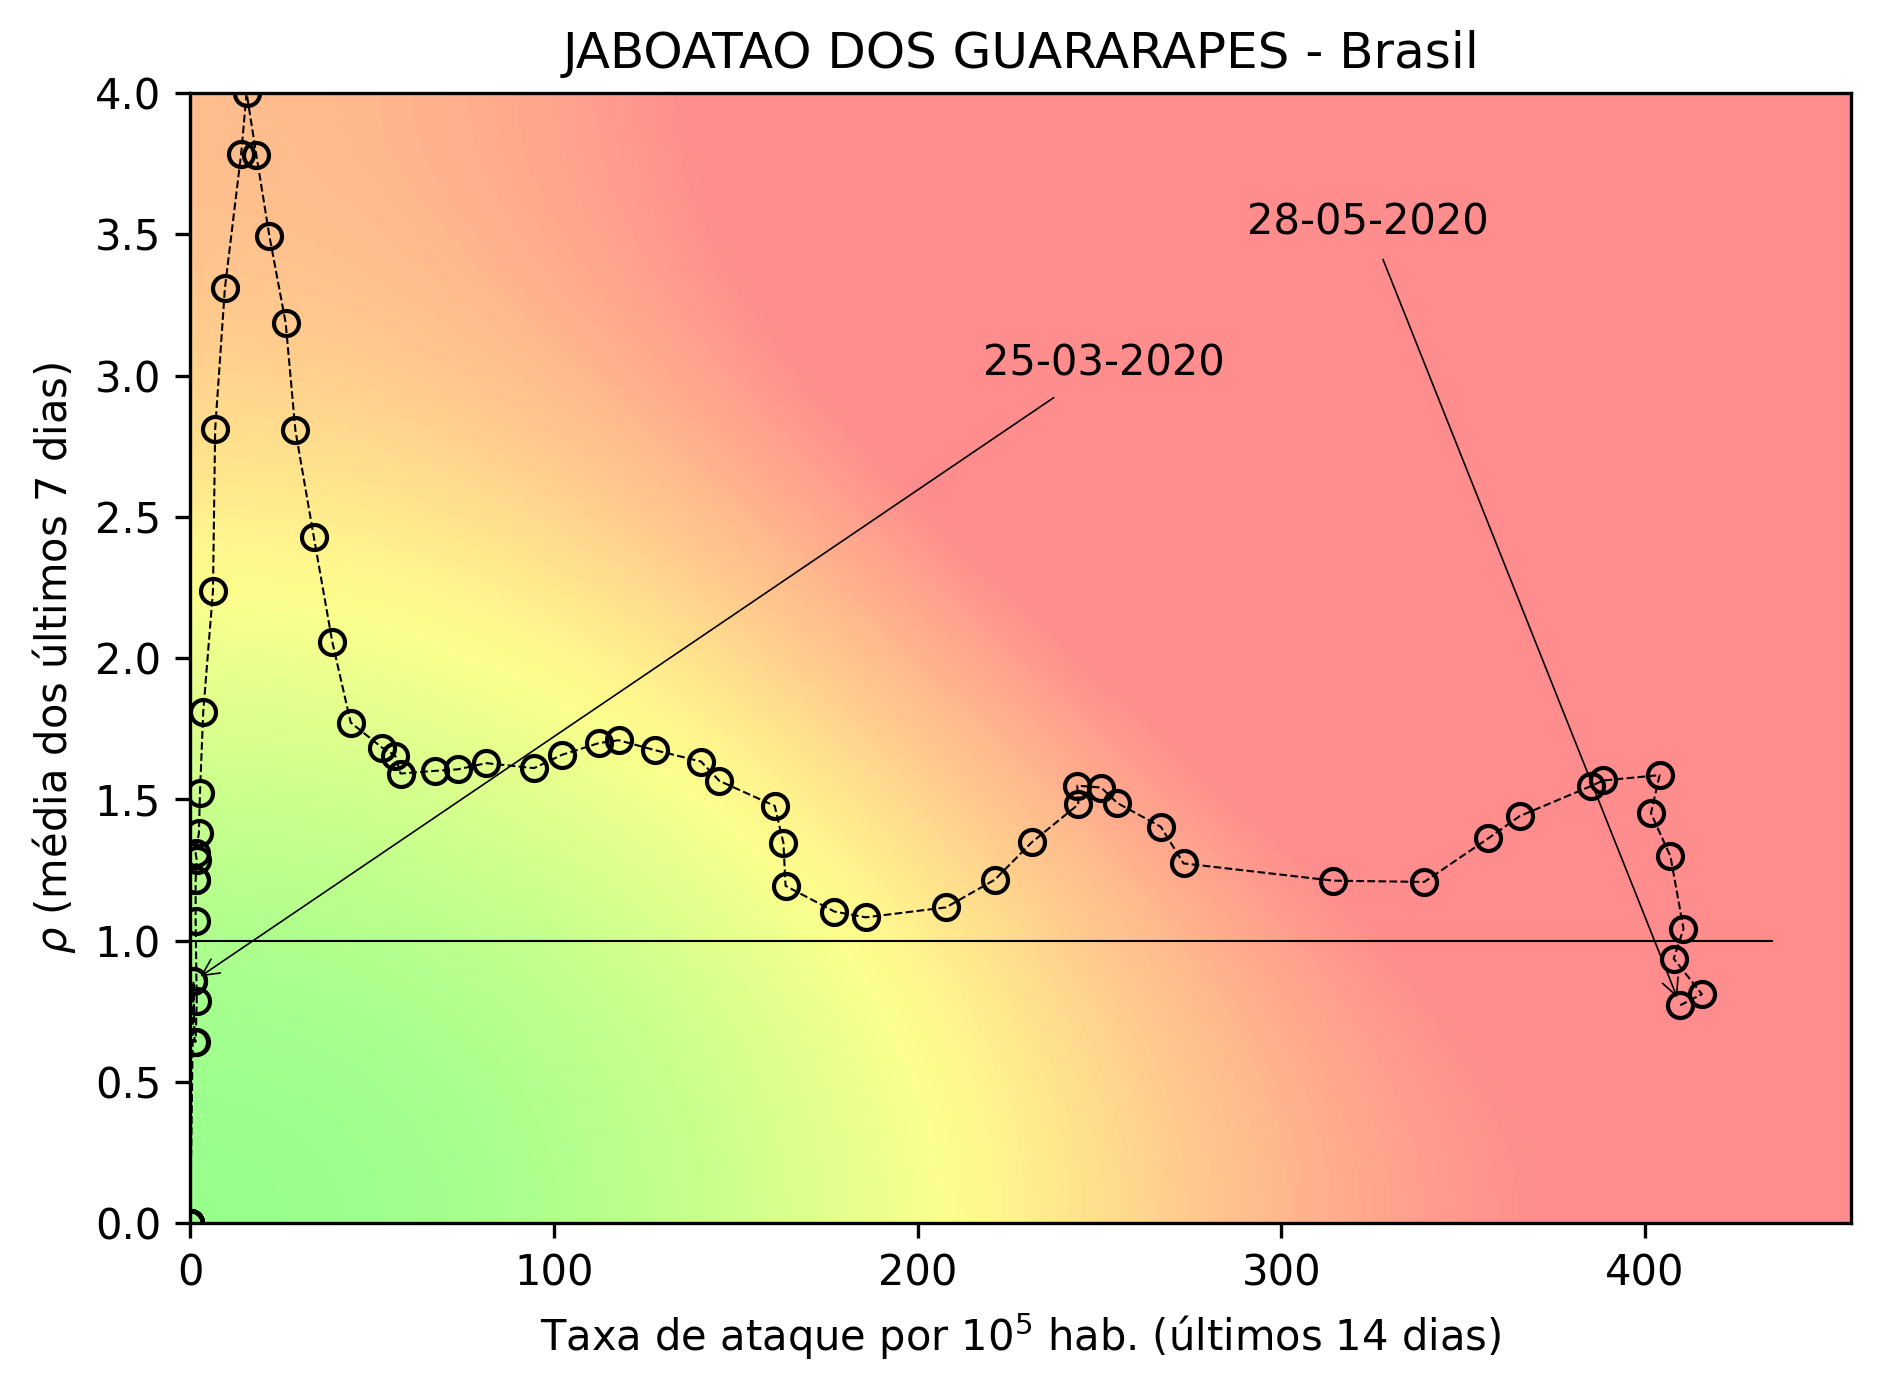 JABOATAO DOS GUARARAPES - Brasil
4.0
3.5
3.0
2.5
2.0
1.5
1.0
0.5
0.0
ρ (média dos últimos 7 dias)
28-05-2020
25-03-2020
0 100 200 300 400
Taxa de ataque por 10⁵ hab. (últimos 14 dias)